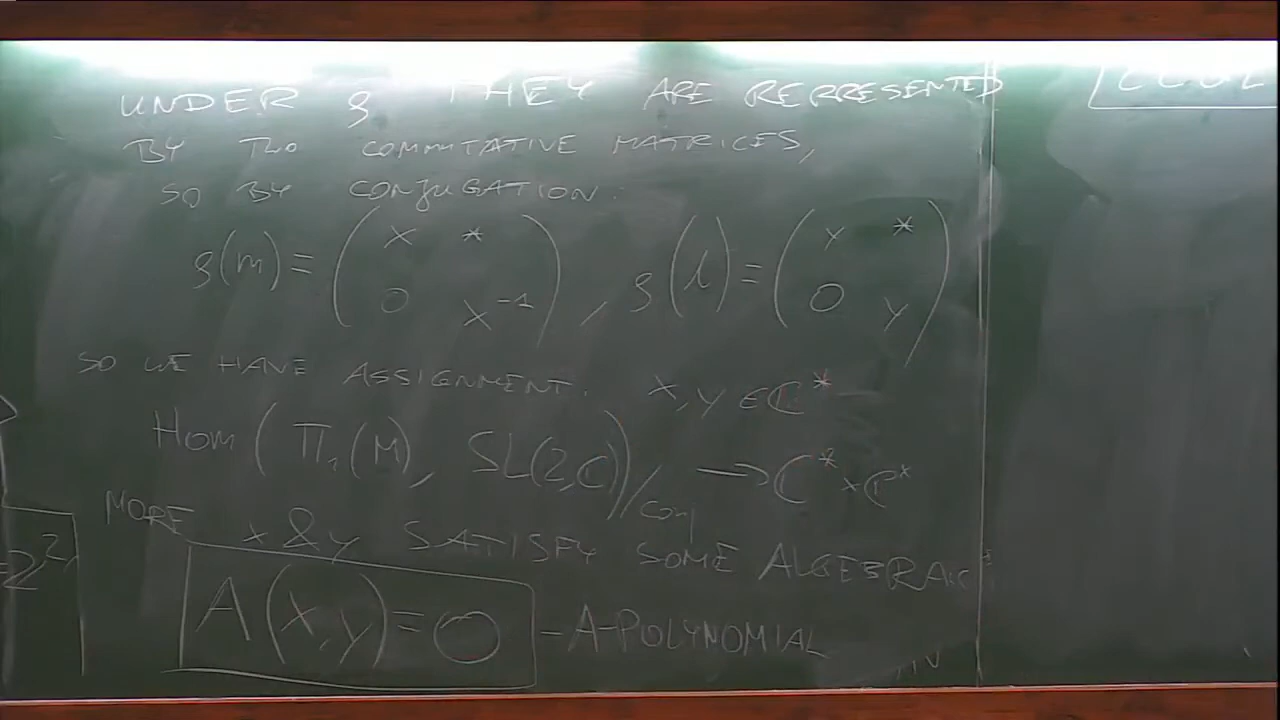 UNDER ρ THEY ARE REPRESENTED
BY TWO COMMUTATIVE MATRICES,
SO BY CONJUGATION:
ρ(m) = ( x * ; 0 x⁻¹ ) , ρ(l) = ( y * ; 0 y )
SO WE HAVE ASSIGNMENT. x, y ∈ ℂ*
Hom ( π₁(M), SL(2,C) ) / conj → ℂ* × ℂ*
MORE x & y SATISFY SOME ALGEBRAIC
A(x,y) = 0 - A-POLYNOMIAL
= 2²